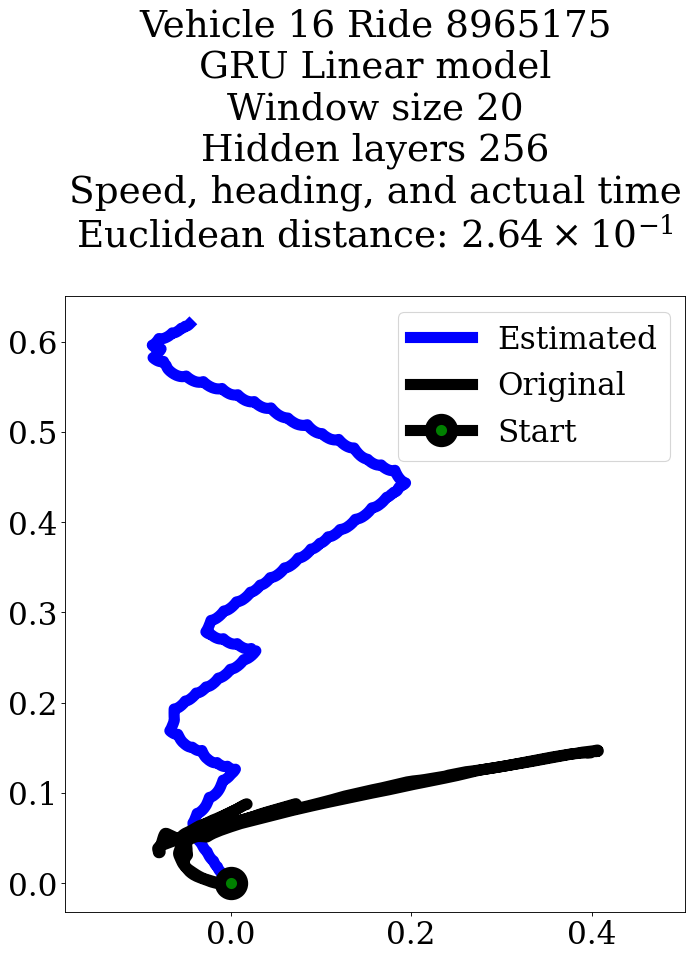 Vehicle 16 Ride 8965175
GRU Linear model
Window size 20
Hidden layers 256
Speed, heading, and actual time
Euclidean distance: 2.64 × 10⁻¹
Estimated
Original
Start
0.6
0.5
0.4
0.3
0.2
0.1
0.0
0.0 0.2 0.4